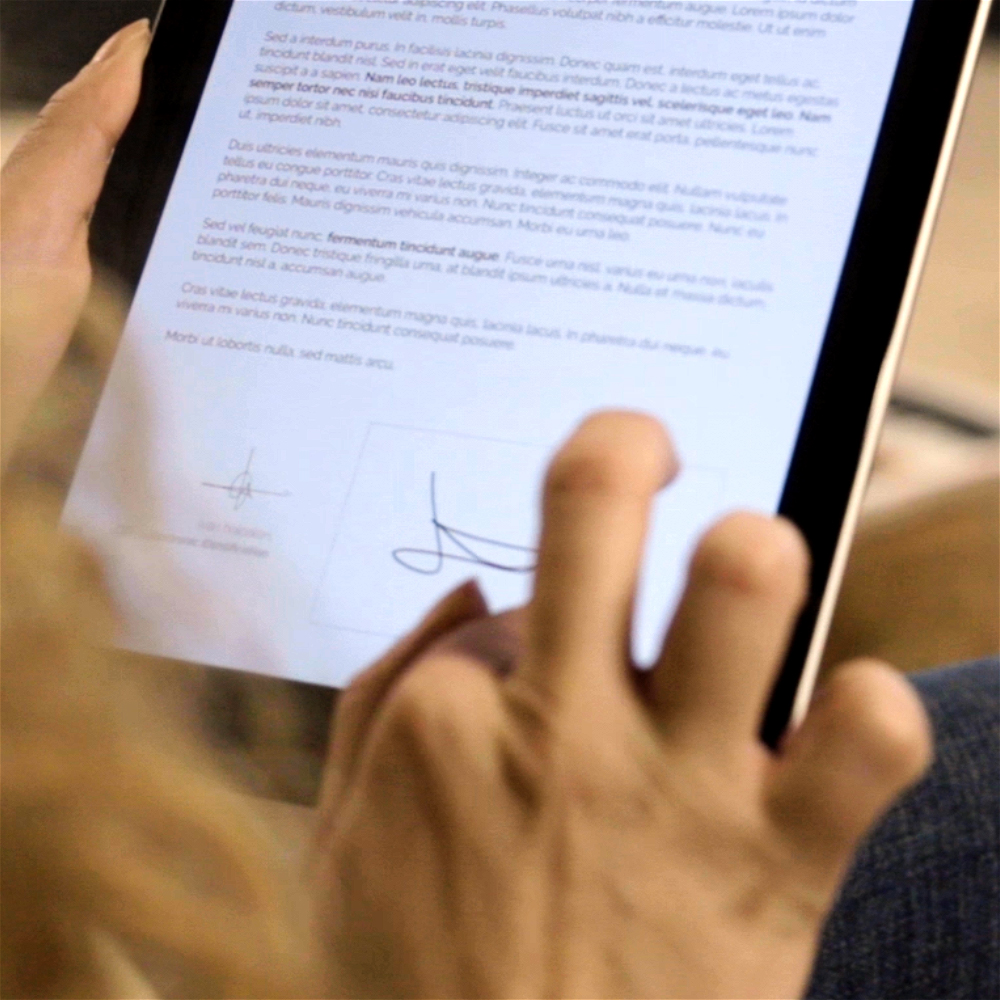 adipiscing elit. Phasellus volutpat nibh a efficitur molestie. Ut ut enim
dictum, vestibulum velit in, mollis turpis.
Sed a interdum purus. In facilisis lacinia dignissim. Donec quam est, interdum eget tellus ac,
tincidunt blandit nisl. Sed in erat eget velit faucibus interdum. Donec a lectus ac metus egestas
suscipit a a sapien. Nam leo lectus, tristique imperdiet sagittis vel, scelerisque eget leo. Nam
semper tortor nec nisi faucibus tincidunt. Praesent luctus ut orci sit amet ultricies. Lorem
ipsum dolor sit amet, consectetur adipiscing elit. Fusce sit amet erat porta, pellentesque nunc
ut, imperdiet nibh.
Duis ultricies elementum mauris quis dignissim. Integer ac commodo elit. Nullam vulputate
tellus eu congue porttitor. Cras vitae lectus gravida, elementum magna quis, lacinia lacus. In
pharetra dui neque, eu viverra mi varius non. Nunc tincidunt consequat posuere. Nunc eu
porttitor felis. Mauris dignissim vehicula accumsan. Morbi eu urna leo.
Sed vel feugiat nunc, fermentum tincidunt augue. Fusce urna nisl, varius eu urna non, iaculis
blandit sem. Donec tristique fringilla urna, at blandit ipsum ultricies a. Nulla et massa dictum,
tincidunt nisl a, accumsan augue.
Cras vitae lectus gravida, elementum magna quis, lacinia lacus. In pharetra dui neque, eu
viverra mi varius non. Nunc tincidunt consequat posuere.
Morbi ut lobortis nulla, sed mattis arcu.